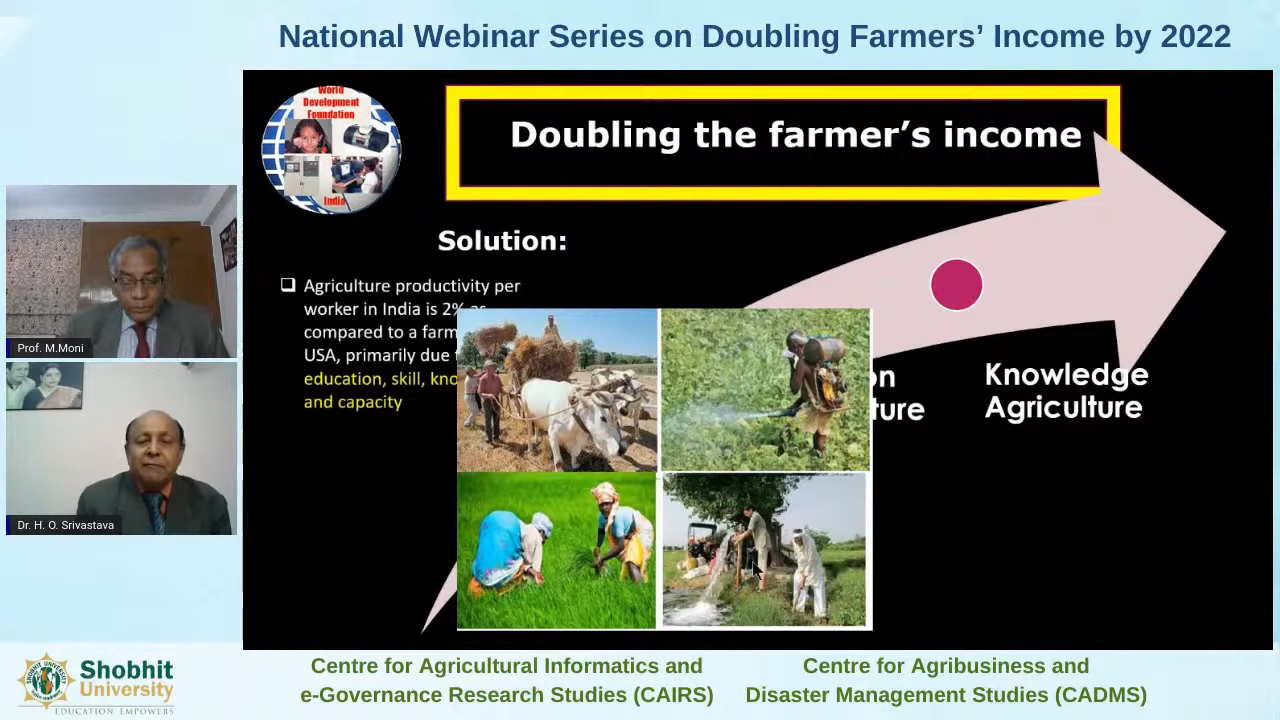 National Webinar Series on Doubling Farmers’ Income by 2022
World
Development
Foundation
India
Doubling the farmer’s income
Solution:
❑ Agriculture productivity per
worker in India is 2% as
compared to a farm
USA, primarily due
education, skill,
and capacity
Knowledge
Agriculture
Prof. M.Moni
Dr. H. O. Srivastava
SHOBHIT UNIVERSITY
Shobhit
University
EDUCATION EMPOWERS
Centre for Agricultural Informatics and
e-Governance Research Studies (CAIRS)
Centre for Agribusiness and
Disaster Management Studies (CADMS)